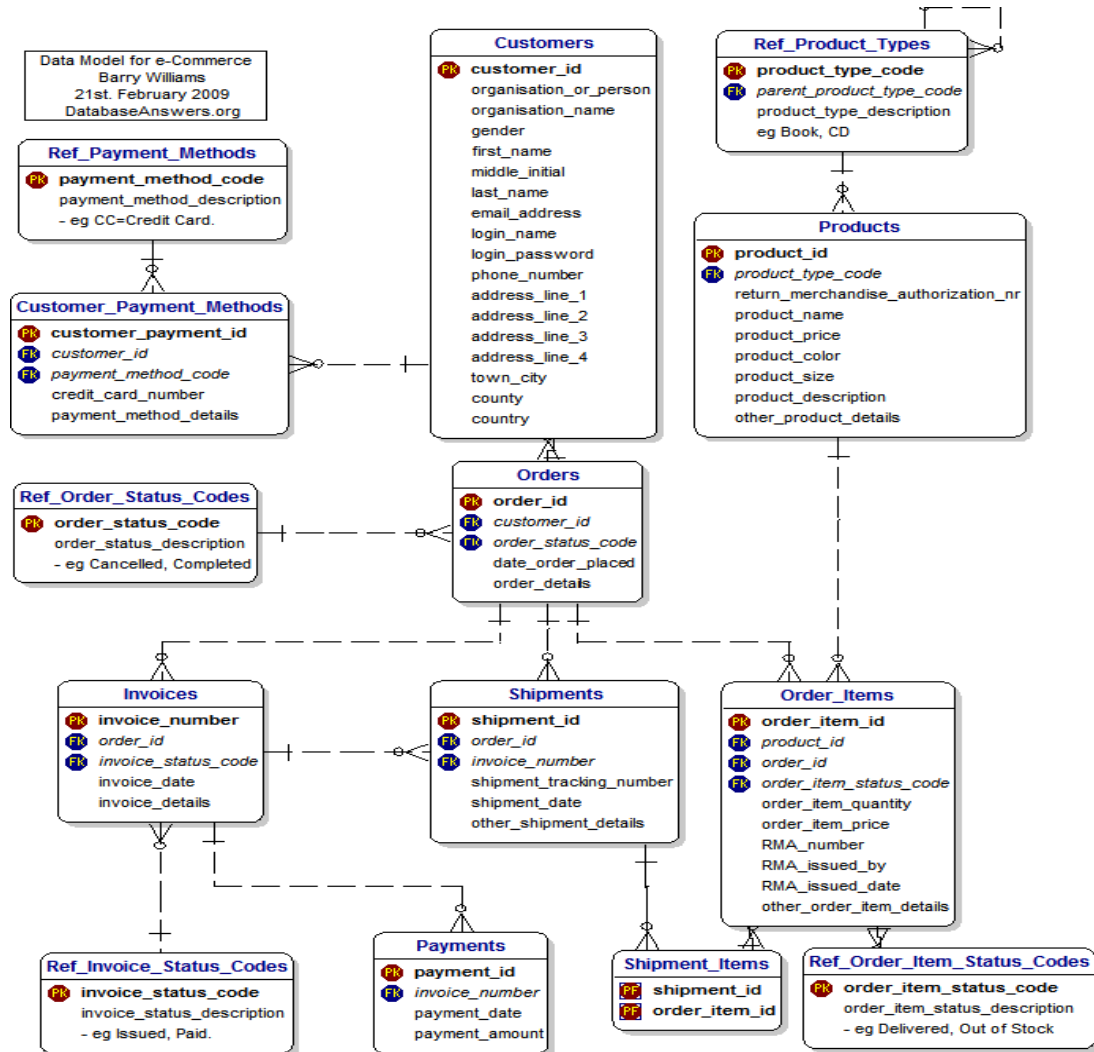 Data Model for e-Commerce
Barry Williams
21st. February 2009
DatabaseAnswers.org
Customers
PK customer_id
organisation_or_person
organisation_name
gender
first_name
middle_initial
last_name
email_address
login_name
login_password
phone_number
address_line_1
address_line_2
address_line_3
address_line_4
town_city
county
country
Ref_Product_Types
PK product_type_code
FK parent_product_type_code
product_type_description
eg Book, CD
Ref_Payment_Methods
PK payment_method_code
payment_method_description
- eg CC=Credit Card.
Products
PK product_id
FK product_type_code
return_merchandise_authorization_nr
product_name
product_price
product_color
product_size
product_description
other_product_details
Customer_Payment_Methods
PK customer_payment_id
FK customer_id
FK payment_method_code
credit_card_number
payment_method_details
Orders
PK order_id
FK customer_id
FK order_status_code
date_order_placed
order_details
Ref_Order_Status_Codes
PK order_status_code
order_status_description
- eg Cancelled, Completed
Invoices
PK invoice_number
FK order_id
FK invoice_status_code
invoice_date
invoice_details
Shipments
PK shipment_id
FK order_id
FK invoice_number
shipment_tracking_number
shipment_date
other_shipment_details
Order_Items
PK order_item_id
FK product_id
FK order_id
FK order_item_status_code
order_item_quantity
order_item_price
RMA_number
RMA_issued_by
RMA_issued_date
other_order_item_details
Ref_Invoice_Status_Codes
PK invoice_status_code
invoice_status_description
- eg Issued, Paid.
Payments
PK payment_id
FK invoice_number
payment_date
payment_amount
Shipment_Items
PF shipment_id
PF order_item_id
Ref_Order_Item_Status_Codes
PK order_item_status_code
order_item_status_description
- eg Delivered, Out of Stock